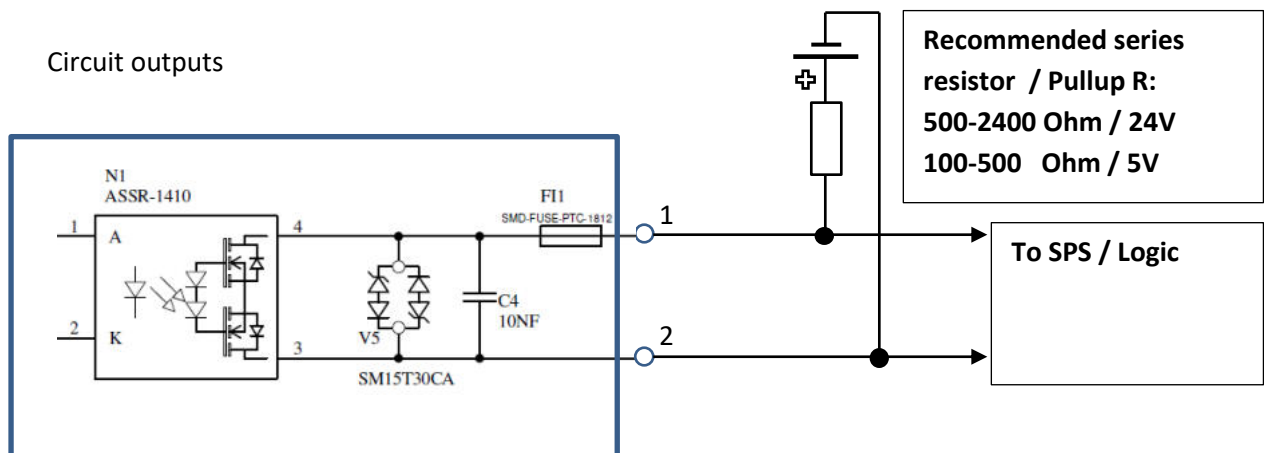 Circuit outputs
Recommended series
resistor / Pullup R:
500-2400 Ohm / 24V
100-500 Ohm / 5V
N1
ASSR-1410
FI1
SMD-FUSE-PTC-1812
1
4
1
A
To SPS / Logic
C4
10NF
2
K
V5
3
2
SM15T30CA